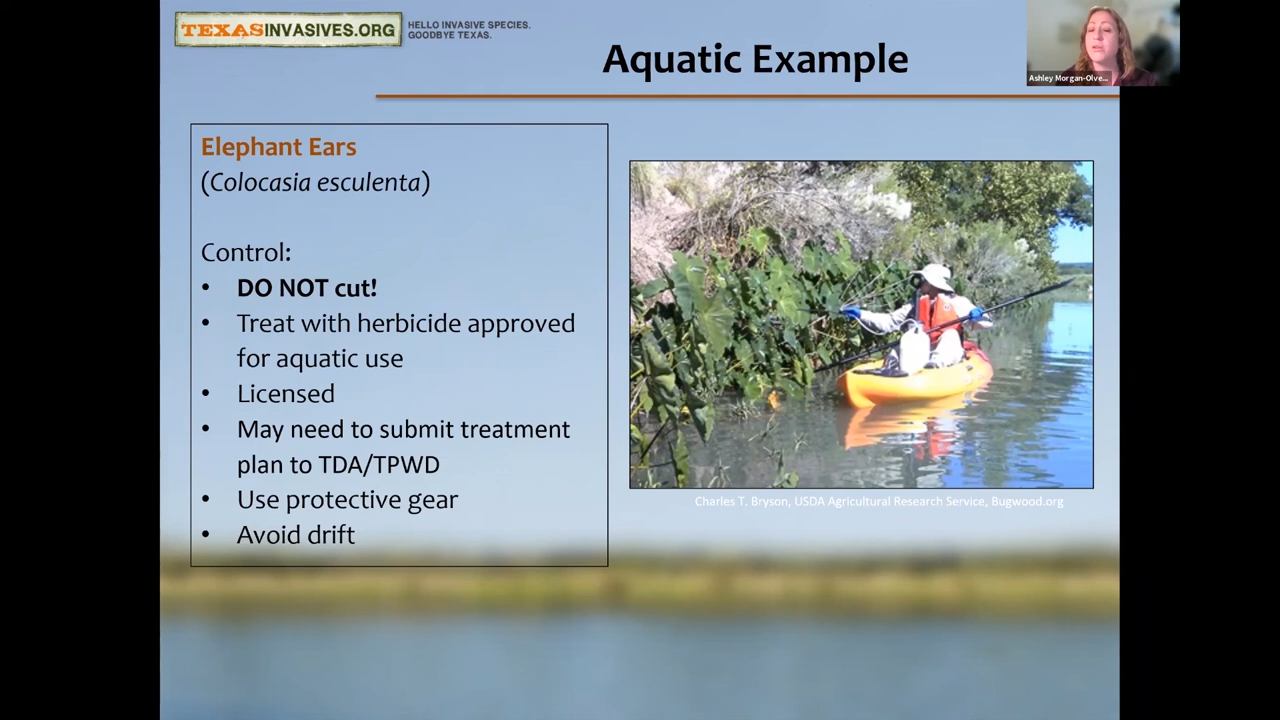 TEXASINVASIVES.ORG
HELLO INVASIVE SPECIES.
GOODBYE TEXAS.
Aquatic Example
Ashley Morgan-Olve...
Elephant Ears
(Colocasia esculenta)
Control:
• DO NOT cut!
• Treat with herbicide approved
for aquatic use
• Licensed
• May need to submit treatment
plan to TDA/TPWD
• Use protective gear
• Avoid drift
Charles T. Bryson, USDA Agricultural Research Service, Bugwood.org